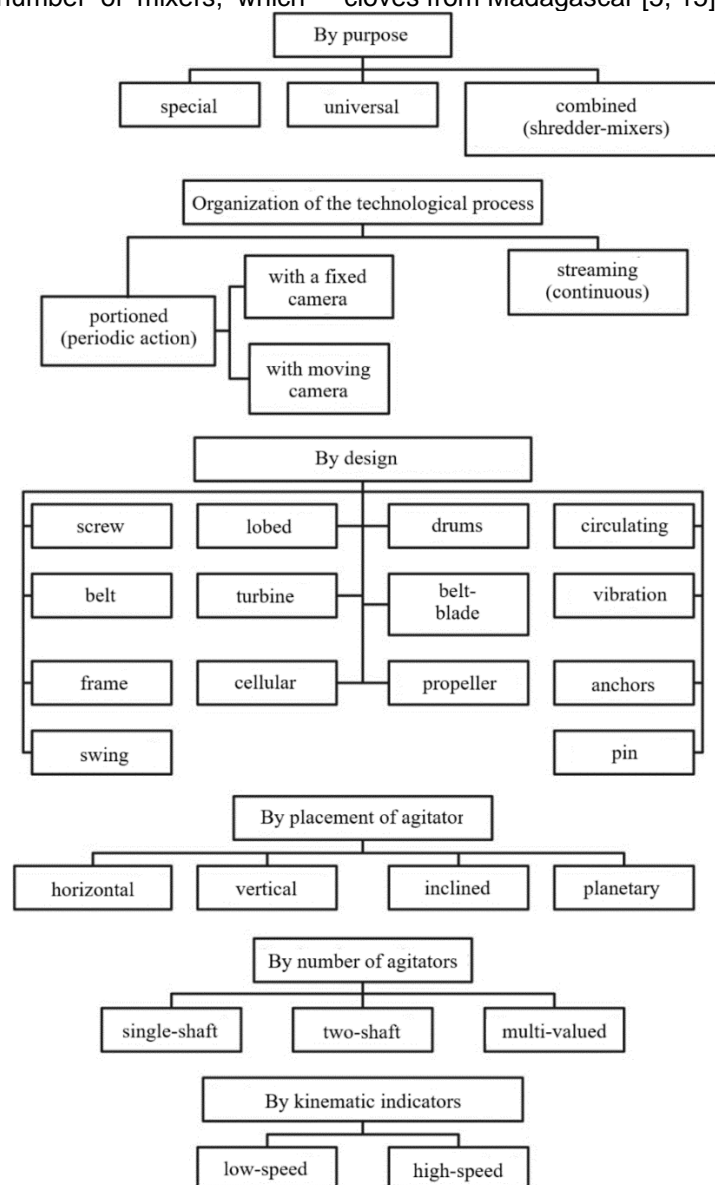 number of mixers, which cloves from Madagascar [5, 15]
By purpose
special
universal
combined
(shredder-mixers)
Organization of the technological process
portioned
(periodic action)
with a fixed
camera
with moving
camera
streaming
(continuous)
By design
screw
lobed
drums
circulating
belt
turbine
belt-
blade
vibration
frame
cellular
propeller
anchors
swing
pin
By placement of agitator
horizontal
vertical
inclined
planetary
By number of agitators
single-shaft
two-shaft
multi-valued
By kinematic indicators
low-speed
high-speed